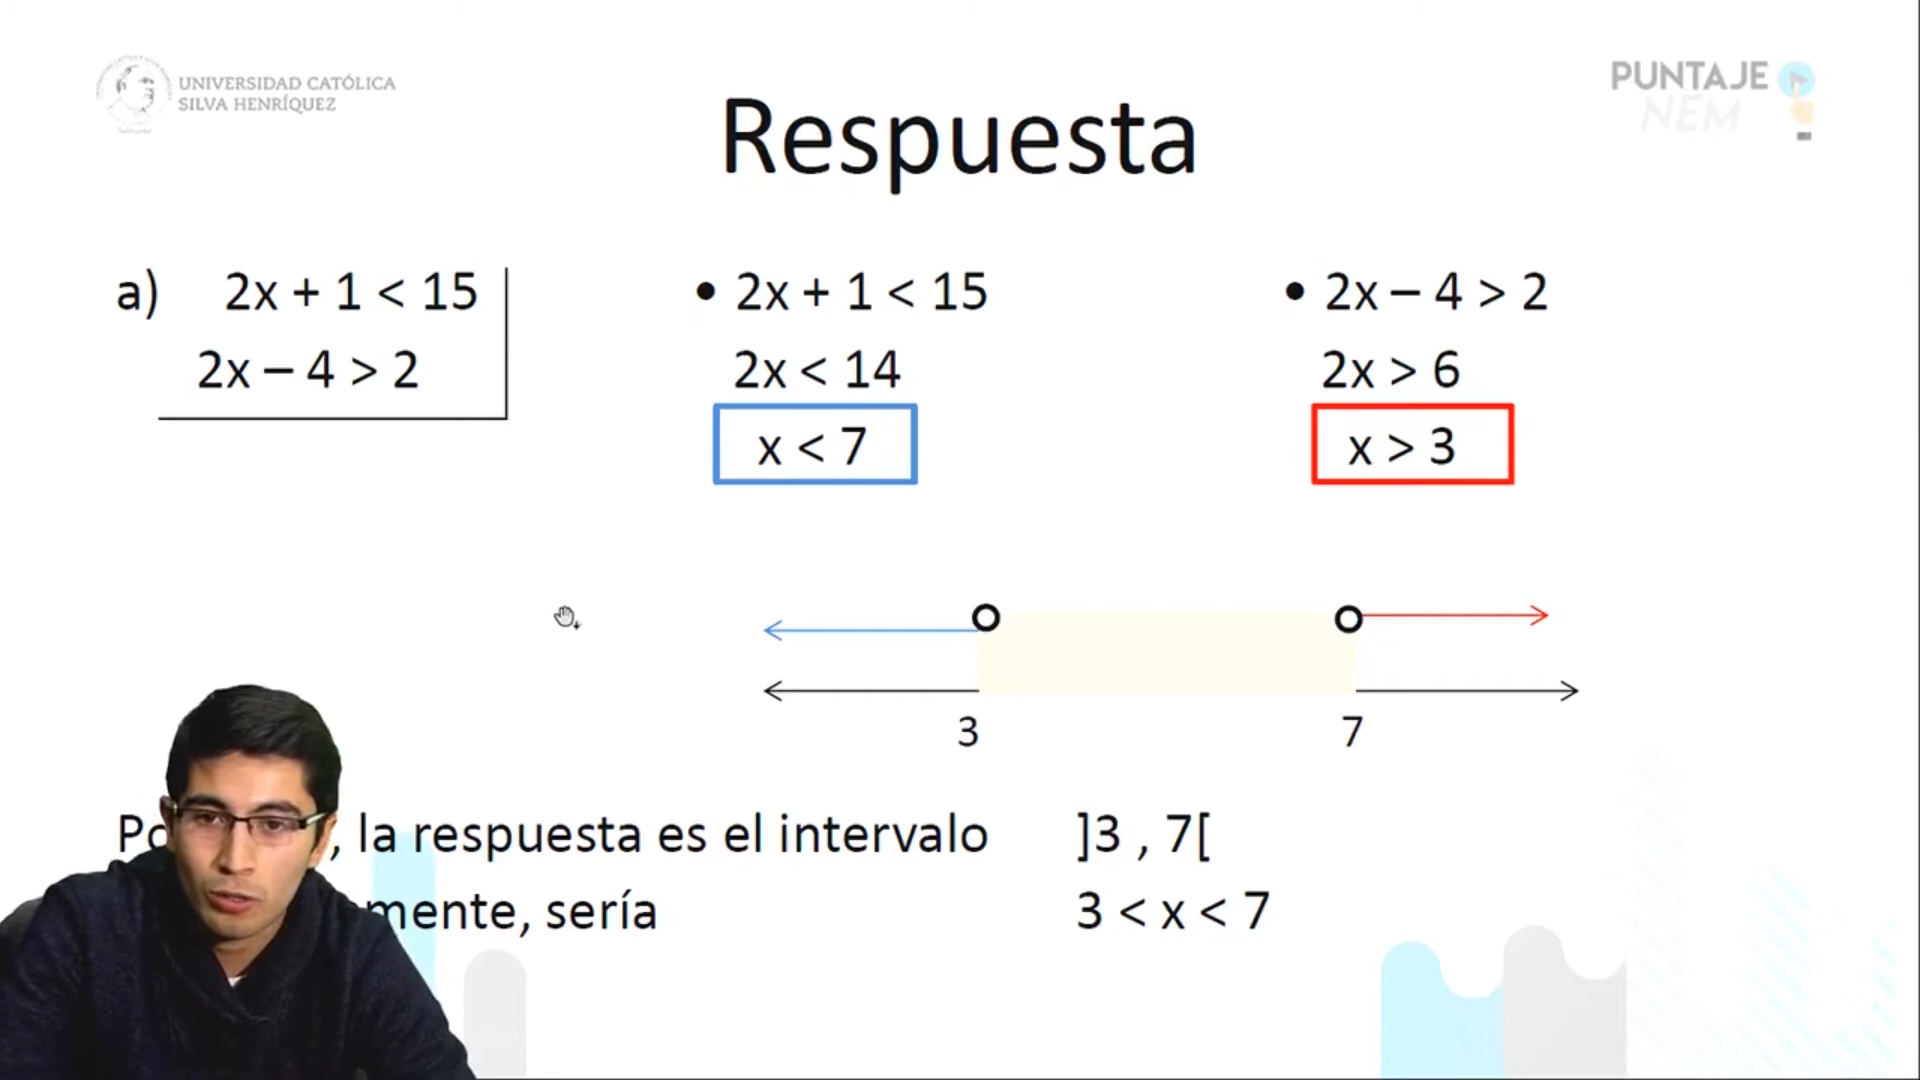 UNIVERSIDAD CATÓLICA
SILVA HENRÍQUEZ
PUNTAJE
NEM
Respuesta
a) 2x + 1 < 15
2x – 4 > 2
• 2x + 1 < 15
2x < 14
x < 7
• 2x – 4 > 2
2x > 6
x > 3
3 7
, la respuesta es el intervalo ]3 , 7[
mente, sería 3 < x < 7